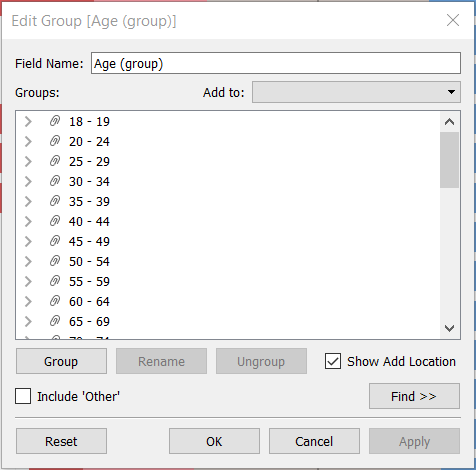 Edit Group [Age (group)]
Field Name: Age (group)
Groups: Add to:
18 - 19
20 - 24
25 - 29
30 - 34
35 - 39
40 - 44
45 - 49
50 - 54
55 - 59
60 - 64
65 - 69
70 - 74
Group Rename Ungroup Show Add Location
Include 'Other' Find >>
Reset OK Cancel Apply